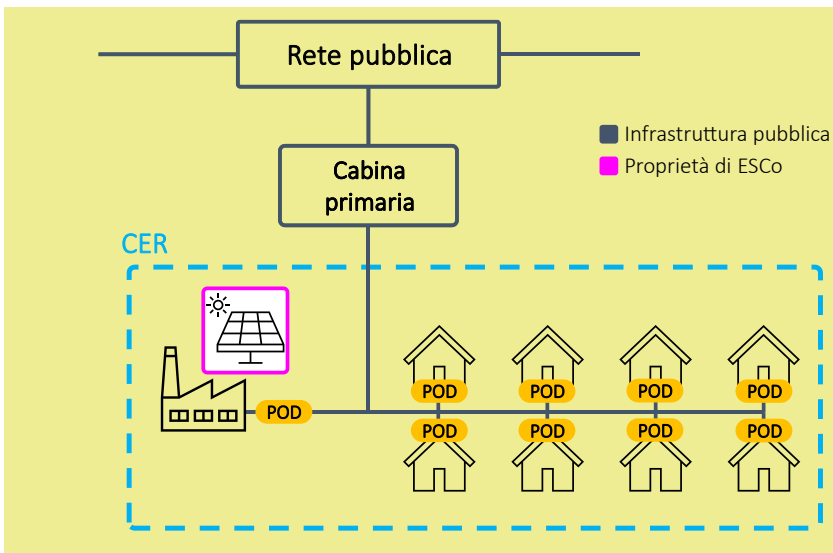 Rete pubblica
Infrastruttura pubblica
Proprietà di ESCo
Cabina
primaria
CER
POD POD POD POD
POD
POD POD POD POD